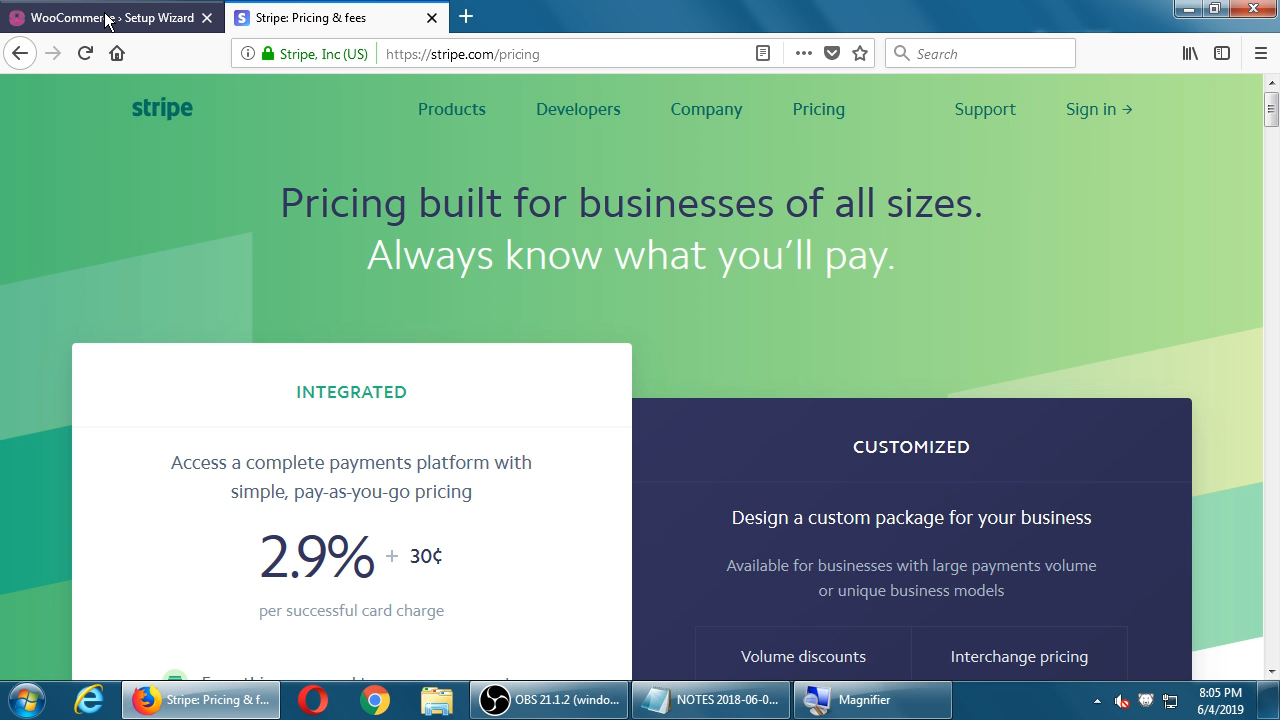 WooCommerce › Setup Wizard
Stripe: Pricing & fees
Stripe, Inc (US)
https://stripe.com/pricing
Search
stripe
Products
Developers
Company
Pricing
Support
Sign in →
Pricing built for businesses of all sizes.
Always know what you’ll pay.
INTEGRATED
Access a complete payments platform with
simple, pay-as-you-go pricing
2.9% + 30¢
per successful card charge
CUSTOMIZED
Design a custom package for your business
Available for businesses with large payments volume
or unique business models
Volume discounts
Interchange pricing
Stripe: Pricing & f...
OBS 21.1.2 (windo...
NOTES 2018-06-0...
Magnifier
8:05 PM
6/4/2019